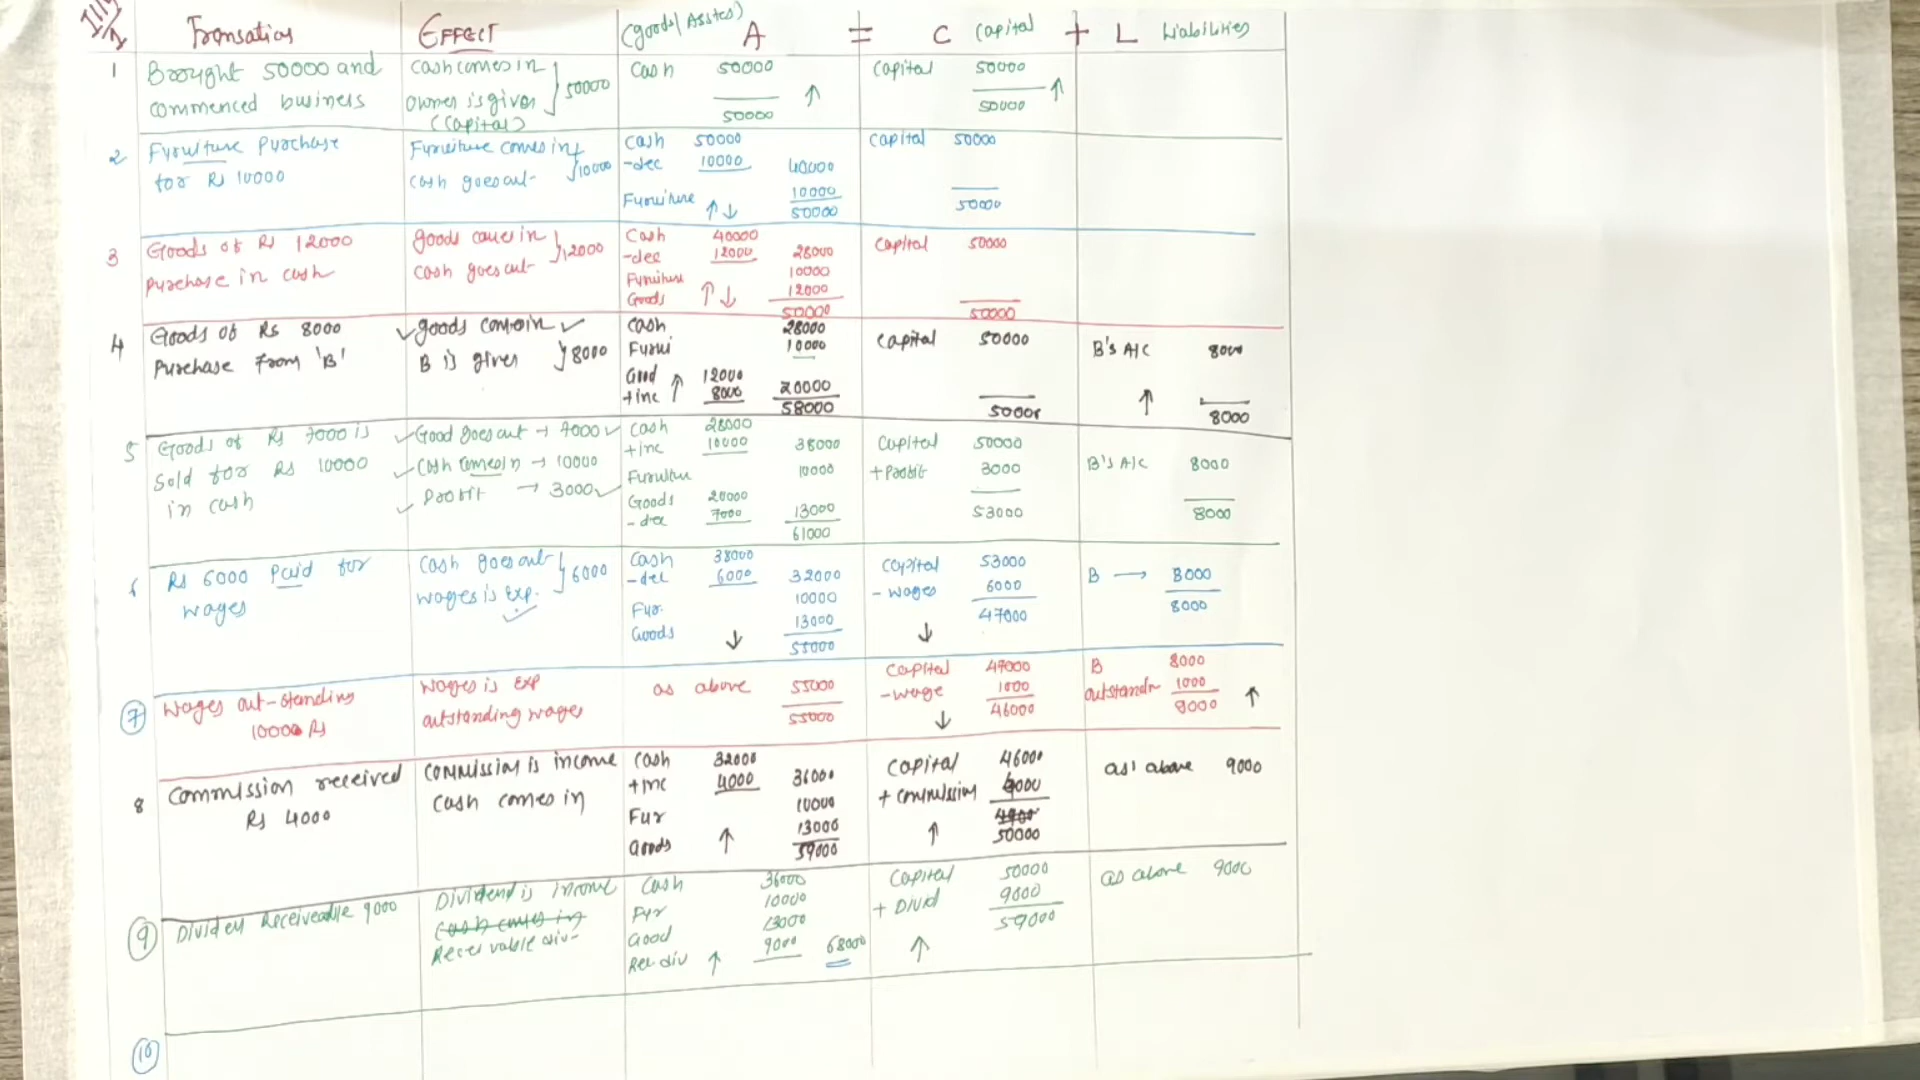 Transations EFFECT (goods/Asstes) A = C Capital + L Liabilities
1 Brought 50000 and cash comes in Cash 50000 Capital 50000
commenced business owner is giver 50000 50000 ↑ 50000 ↑
(Capital)
2 Furniture Purchase Furniture comes in Cash 50000 Capital 50000
for Rs 10000 cash goes out 10000 -dec 10000 40000
Furniture ↑↓ 10000
50000 50000
3 Goods of Rs 12000 goods comes in Cash 40000 Capital 50000
purchase in cash cash goes out 12000 -dec 12000 28000
Furniture 10000
Goods ↑↓ 12000
50000 50000
4 Goods of Rs 8000 goods come in Cash 28000 Capital 50000 B's A/C 8000
Purchase from 'B' B is giver 8000 Furni 10000
Good ↑ 12000
+inc 8000 20000 ↑
58000 50000 8000
5 Goods of Rs 7000 is Good goes out → 7000 Cash 28000 Capital 50000 B's A/C 8000
Sold for Rs 10000 Cash comes in → 10000 +inc 10000 38000 + Profit 3000
in cash Profit → 3000 Furniture 10000
Goods 20000
-dec 7000 13000
61000 53000 8000
6 Rs 6000 Paid for Cash goes out 6000 Cash 38000 Capital 53000 B → 8000
wages wages is Exp. -dec 6000 32000 - wages 6000 8000
Fur. 10000 47000
Goods ↓ 13000 ↓
55000
7 Wages out-standing Wages is Exp as above 55000 Capital 47000 B 8000
1000 Rs outstanding wages 55000 -wage 1000 outstandn 1000
↓ 46000 9000 ↑
8 Commission received Commission is income Cash 32000 Capital 46000 as above 9000
Rs 4000 cash comes in +inc 4000 36000 + commission 4000
Fur 10000
Goods ↑ 13000 ↑ 50000
59000
9 Dividen Receiveable 9000 Dividend is income Cash 36000 Capital 50000 as above 9000
cash comes in Fur 10000 + Divid 9000
Recevable div- Good 13000 59000
Rec-div ↑ 9000 68000 ↑
10